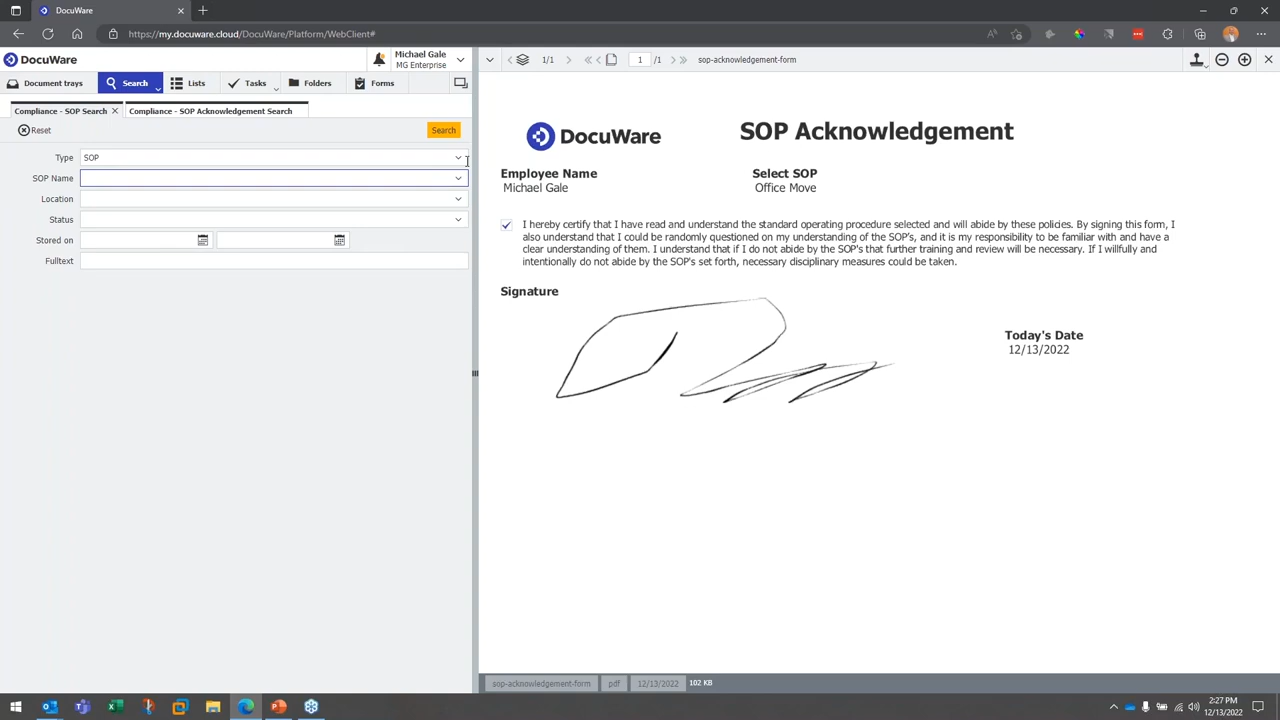 DocuWare
https://my.docuware.cloud/DocuWare/Platform/WebClient#
DocuWare
Michael Gale
MG Enterprise
Document trays
Search
Lists
Tasks
Folders
Forms
Compliance - SOP Search
Compliance - SOP Acknowledgement Search
Reset
Search
Type
SOP
SOP Name
Location
Status
Stored on
Fulltext
1/1
1
/1
sop-acknowledgement-form
DocuWare
SOP Acknowledgement
Employee Name
Michael Gale
Select SOP
Office Move
I hereby certify that I have read and understand the standard operating procedure selected and will abide by these policies. By signing this form, I
also understand that I could be randomly questioned on my understanding of the SOP's, and it is my responsibility to be familiar with and have a
clear understanding of them. I understand that if I do not abide by the SOP's that further training and review will be necessary. If I willfully and
intentionally do not abide by the SOP's set forth, necessary disciplinary measures could be taken.
Signature
Today's Date
12/13/2022
sop-acknowledgement-form
pdf
12/13/2022
102 KB
2:27 PM
12/13/2022